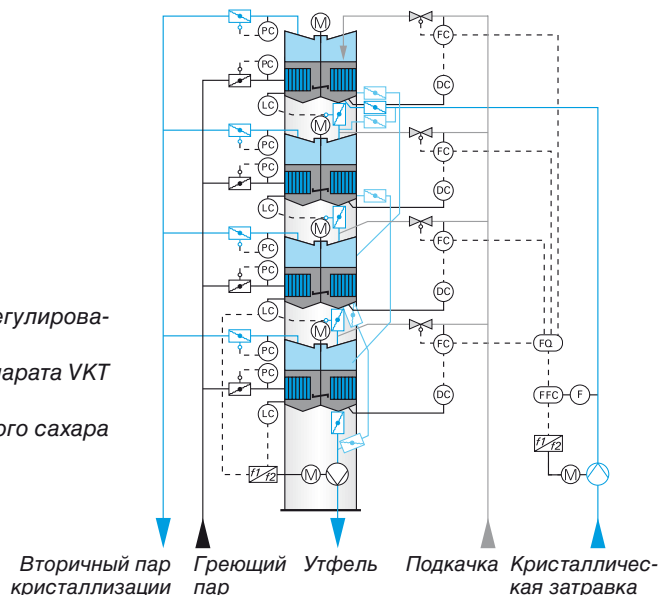 M
PC
FC
PC
DC
LC
M
PC
FC
PC
DC
LC
M
PC
FC
PC
DC
LC
M
PC
FC
FQ
PC
DC
FFC
F
LC
f1
f2
M
f1
f2
M
егулирова-
парата VKT
ого сахара
Вторичный пар
кристаллизации
Греющий
пар
Утфель
Подкачка
Кристалличес-
кая затравка